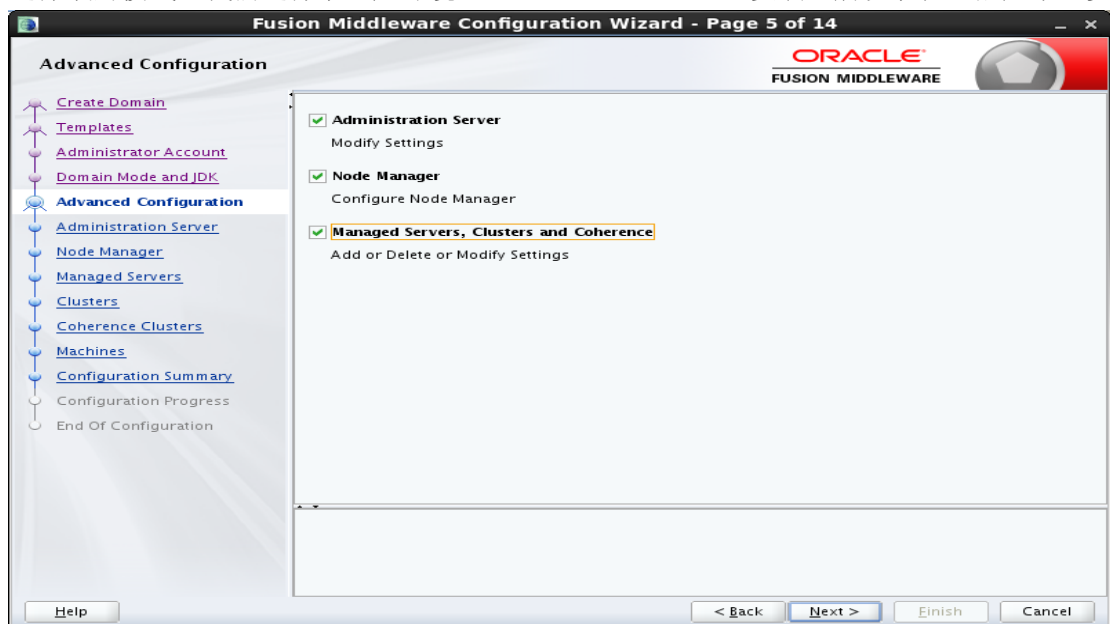 Fusion Middleware Configuration Wizard - Page 5 of 14
Advanced Configuration
ORACLE
FUSION MIDDLEWARE
Create Domain
Templates
Administrator Account
Domain Mode and JDK
Advanced Configuration
Administration Server
Node Manager
Managed Servers
Clusters
Coherence Clusters
Machines
Configuration Summary
Configuration Progress
End Of Configuration
Administration Server
Modify Settings
Node Manager
Configure Node Manager
Managed Servers, Clusters and Coherence
Add or Delete or Modify Settings
Help
< Back
Next >
Finish
Cancel